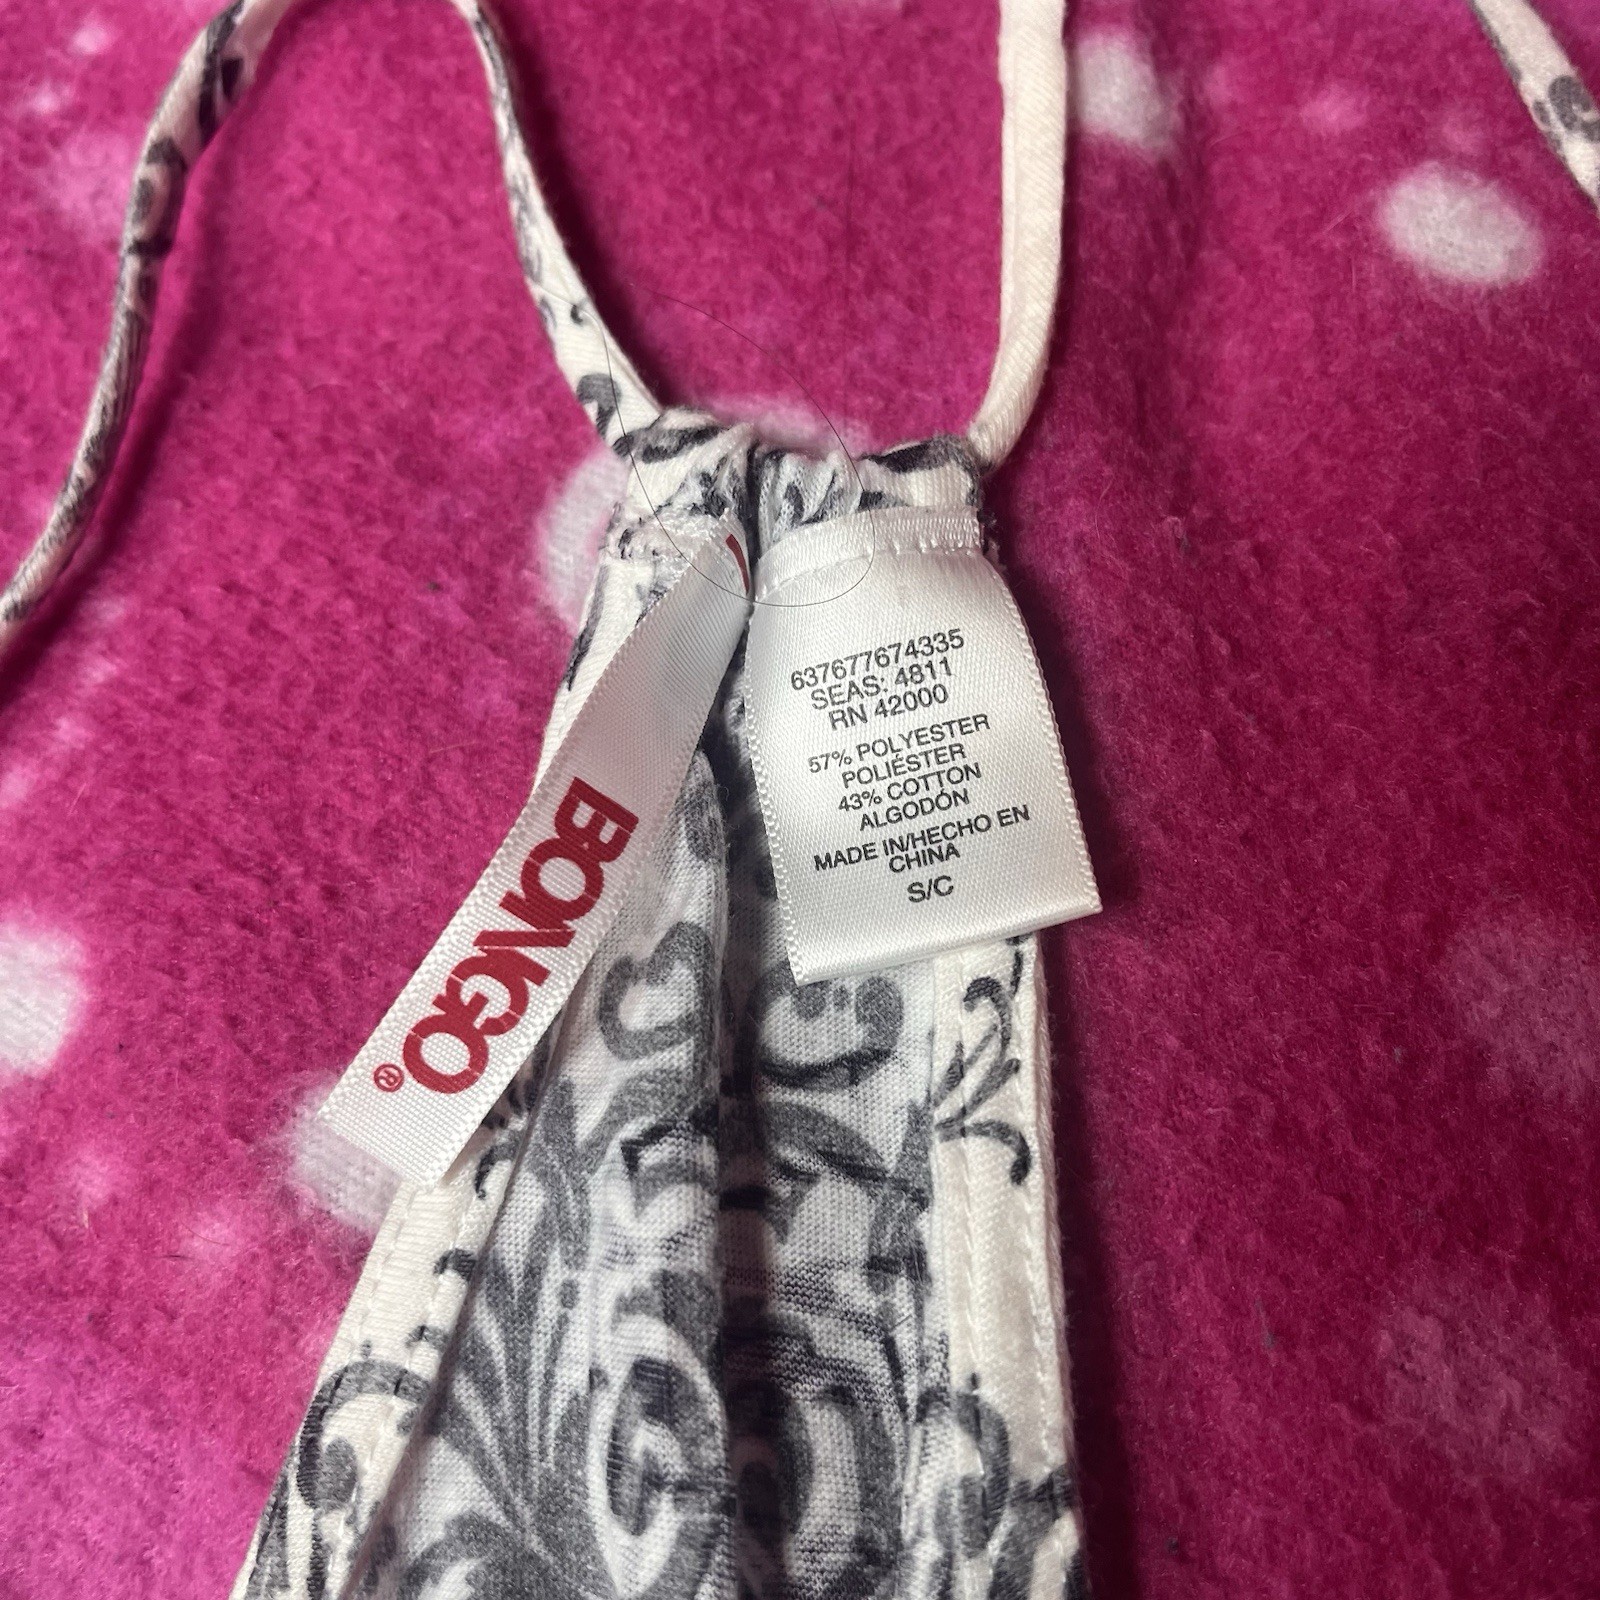 BONGO®
637677674335
SEAS: 4811
RN 42000
57% POLYESTER
POLIÉSTER
43% COTTON
ALGODÓN
MADE IN/HECHO EN
CHINA
S/C